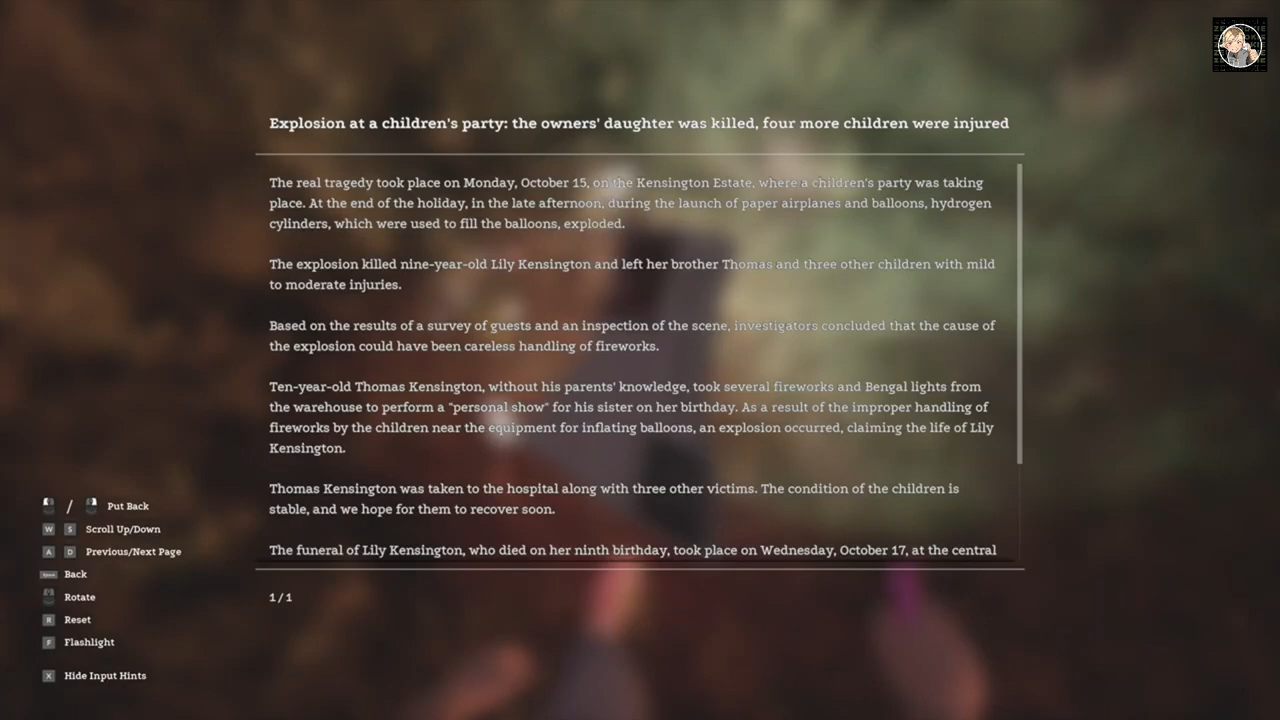 Explosion at a children's party: the owners' daughter was killed, four more children were injured
The real tragedy took place on Monday, October 15, on the Kensington Estate, where a children's party was taking
place. At the end of the holiday, in the late afternoon, during the launch of paper airplanes and balloons, hydrogen
cylinders, which were used to fill the balloons, exploded.
The explosion killed nine-year-old Lily Kensington and left her brother Thomas and three other children with mild
to moderate injuries.
Based on the results of a survey of guests and an inspection of the scene, investigators concluded that the cause of
the explosion could have been careless handling of fireworks.
Ten-year-old Thomas Kensington, without his parents' knowledge, took several fireworks and Bengal lights from
the warehouse to perform a "personal show" for his sister on her birthday. As a result of the improper handling of
fireworks by the children near the equipment for inflating balloons, an explosion occurred, claiming the life of Lily
Kensington.
Thomas Kensington was taken to the hospital along with three other victims. The condition of the children is
stable, and we hope for them to recover soon.
The funeral of Lily Kensington, who died on her ninth birthday, took place on Wednesday, October 17, at the central
1/1
/ Put Back
W S Scroll Up/Down
A D Previous/Next Page
Back
Rotate
R Reset
F Flashlight
X Hide Input Hints